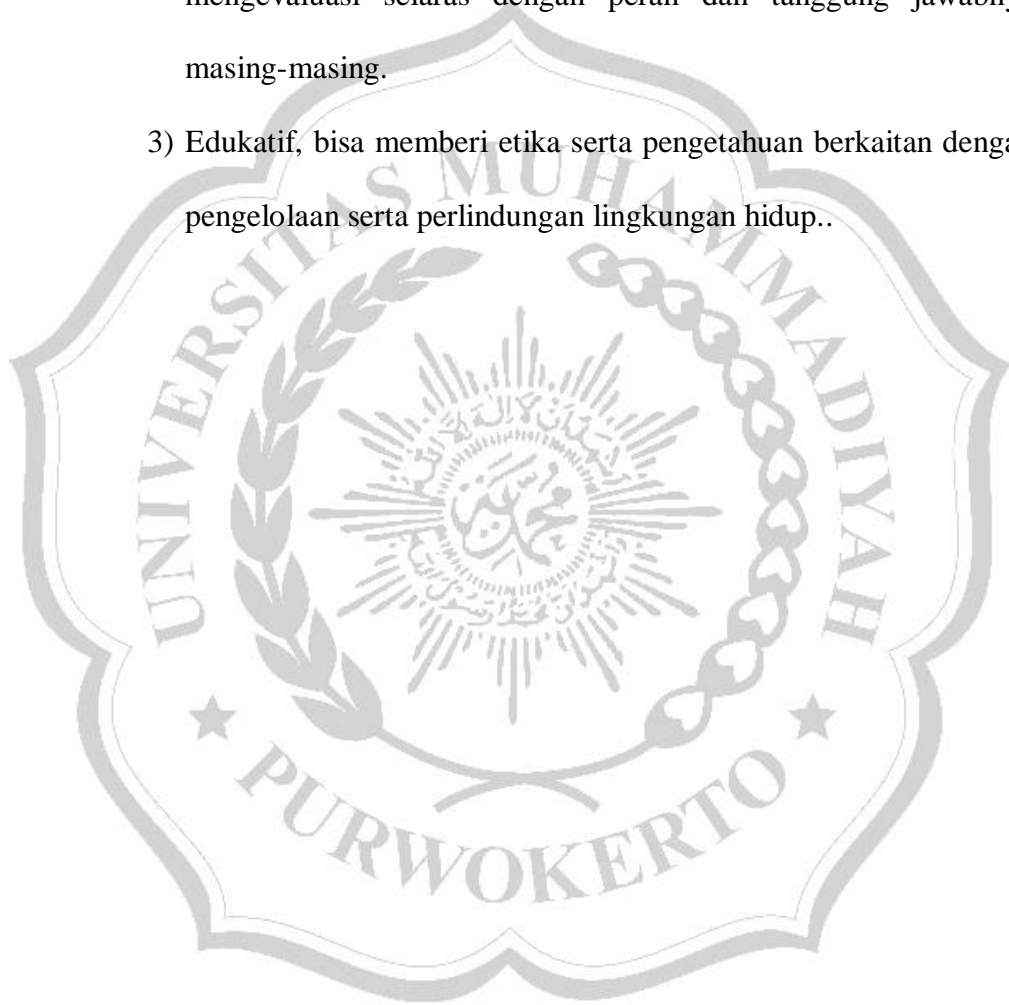 mengevaluasi selaras dengan peran dan tanggung
masing-masing.
3) Edukatif, bisa memberi etika serta pengetahuan berkaitan
pengelolaan serta perlindungan lingkungan hidup..
UNIVERSITAS MUHAMMADIYAH
PURWOKERTO